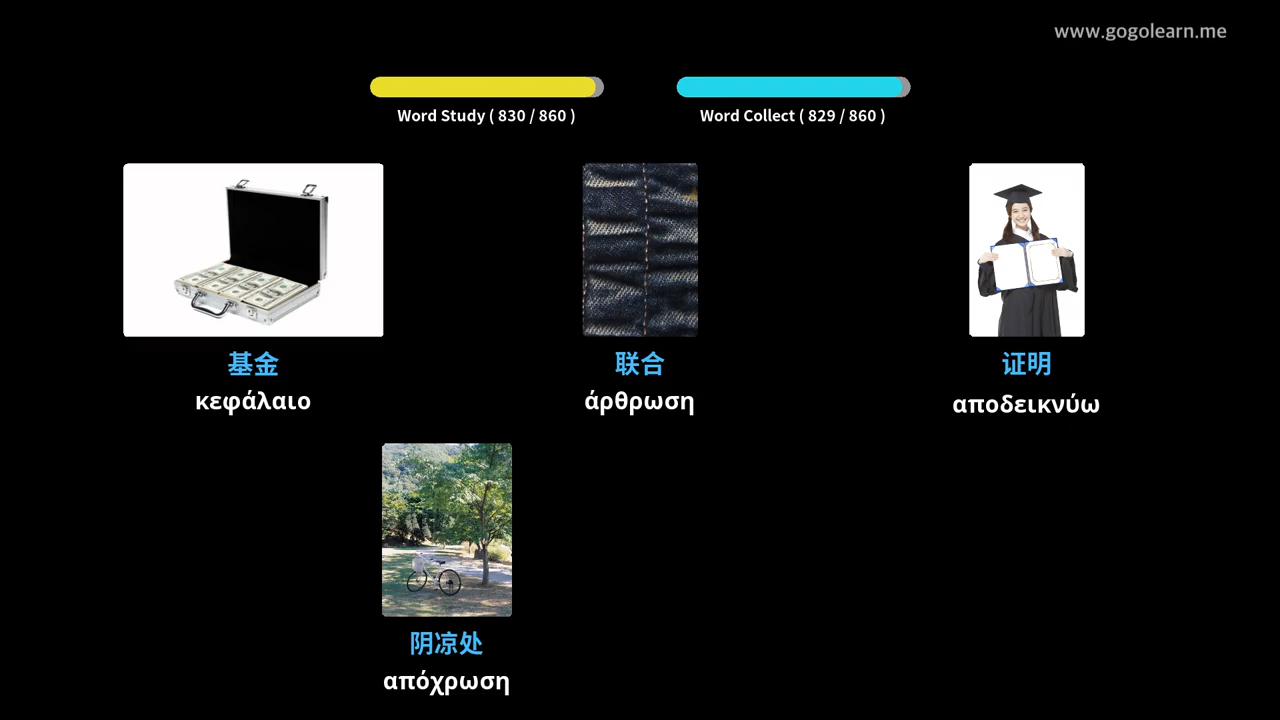 www.gogolearn.me
Word Study ( 830 / 860 )
Word Collect ( 829 / 860 )
基金
κεφάλαιο
联合
άρθρωση
证明
αποδεικνύω
阴凉处
απόχρωση